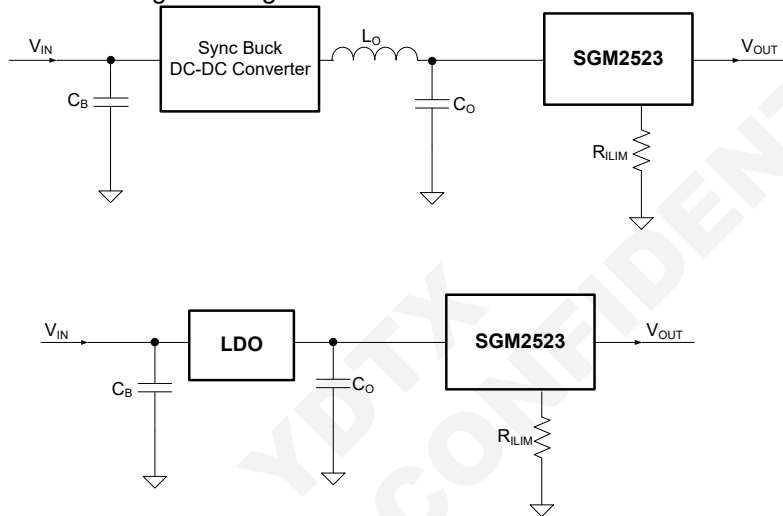 V_IN
Sync Buck
DC-DC Converter
L_O
SGM2523
V_OUT
C_B
C_O
R_ILIM
V_IN
LDO
SGM2523
V_OUT
C_B
C_O
R_ILIM
YDTX
CONFIDENT